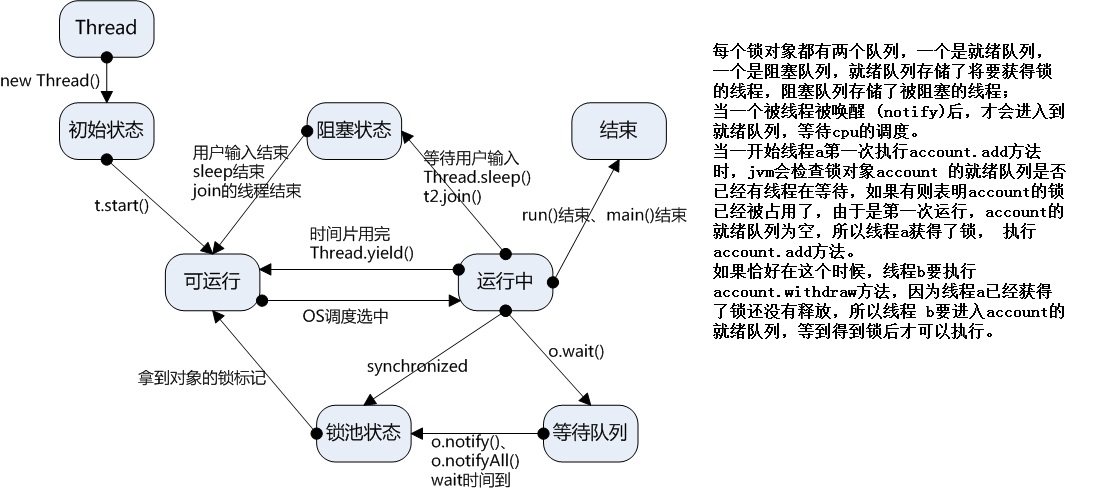 Thread
new Thread()
初始状态
t.start()
用户输入结束
sleep结束
join的线程结束
阻塞状态
等待用户输入
Thread.sleep()
t2.join()
结束
run()结束、main()结束
时间片用完
Thread.yield()
可运行
运行中
OS调度选中
拿到对象的锁标记
synchronized
o.wait()
锁池状态
o.notify()、
o.notifyAll()
wait时间到
等待队列
每个锁对象都有两个队列，一个是就绪队列，
一个是阻塞队列，就绪队列存储了将要获得锁
的线程，阻塞队列存储了被阻塞的线程；
当一个被线程被唤醒 (notify)后，才会进入到
就绪队列，等待cpu的调度。
当一开始线程a第一次执行account.add方法
时，jvm会检查锁对象account 的就绪队列是否
已经有线程在等待，如果有则表明account的锁
已经被占用了，由于是第一次运行，account的
就绪队列为空，所以线程a获得了锁， 执行
account.add方法。
如果恰好在这个时候，线程b要执行
account.withdraw方法，因为线程a已经获得
了锁还没有释放，所以线程 b要进入account的
就绪队列，等到得到锁后才可以执行。